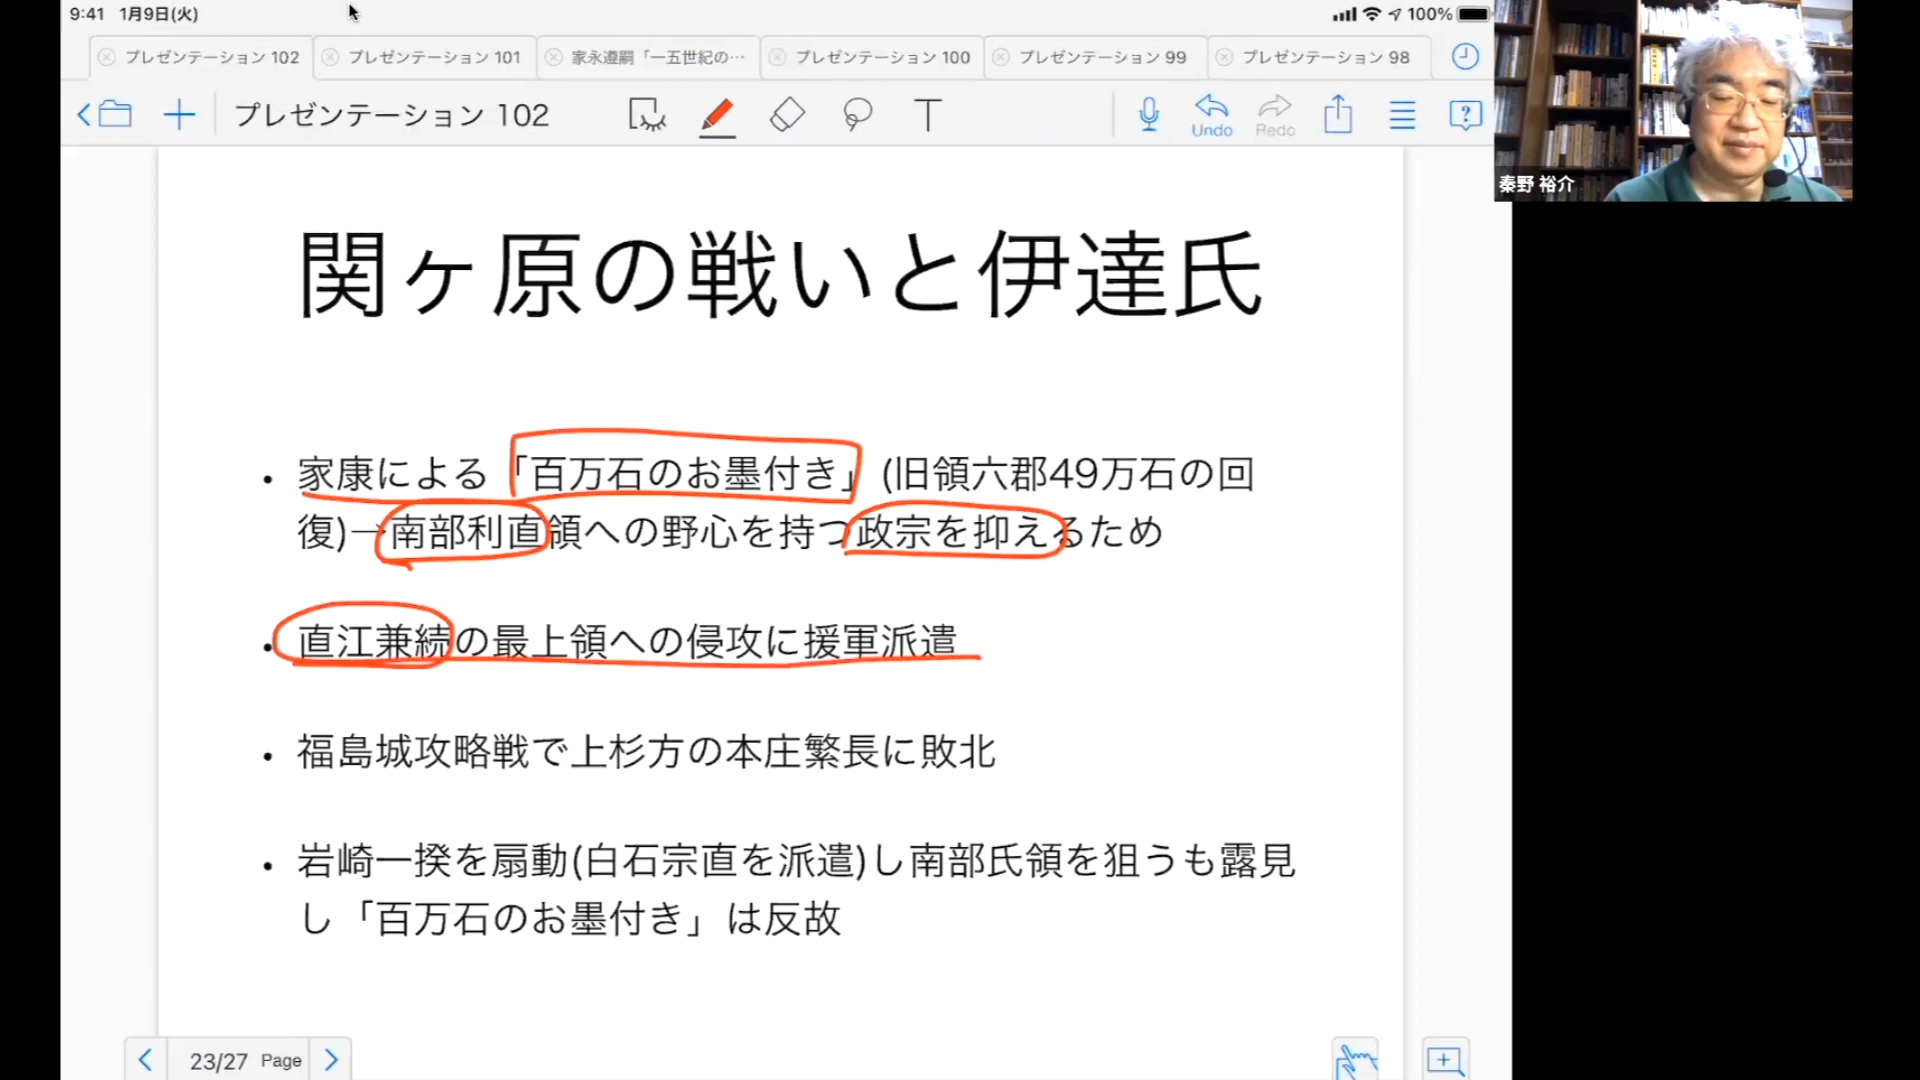 9:41 1月9日(火) 100%
プレゼンテーション 102 プレゼンテーション 101 家永遵嗣「一五世紀の… プレゼンテーション 100 プレゼンテーション 99 プレゼンテーション 98
プレゼンテーション 102 T Undo Redo ?
秦野 裕介
関ヶ原の戦いと伊達氏
• 家康による「百万石のお墨付き」(旧領六郡49万石の回
復)→南部利直領への野心を持つ政宗を抑えるため
• 直江兼続の最上領への侵攻に援軍派遣
• 福島城攻略戦で上杉方の本庄繁長に敗北
• 岩崎一揆を扇動(白石宗直を派遣)し南部氏領を狙うも露見
し「百万石のお墨付き」は反故
23/27 Page